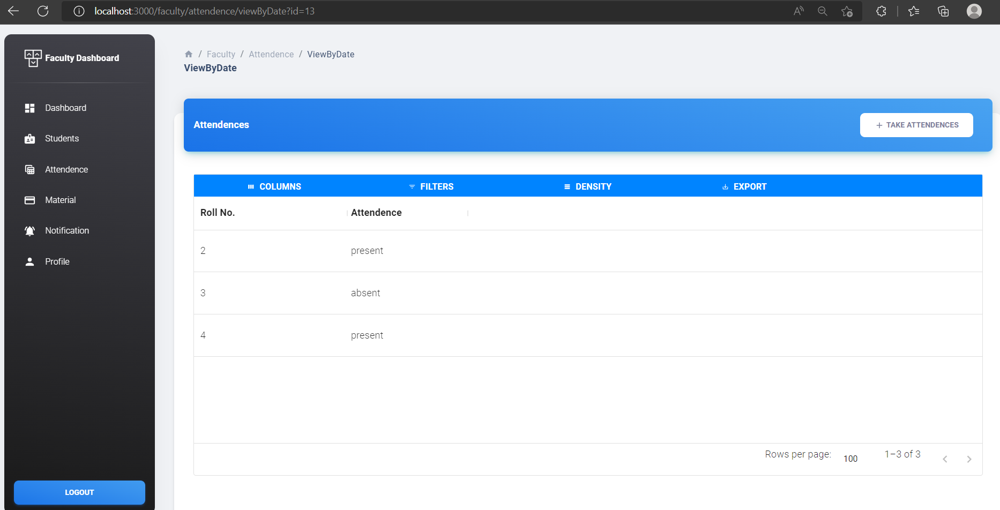 localhost:3000/faculty/attendence/viewByDate?id=13
Faculty Dashboard
Dashboard
Students
Attendence
Material
Notification
Profile
LOGOUT
/ Faculty / Attendence / ViewByDate
ViewByDate
Attendences
+ TAKE ATTENDENCES
COLUMNS FILTERS DENSITY EXPORT
Roll No. Attendence
2 present
3 absent
4 present
Rows per page: 100 1–3 of 3